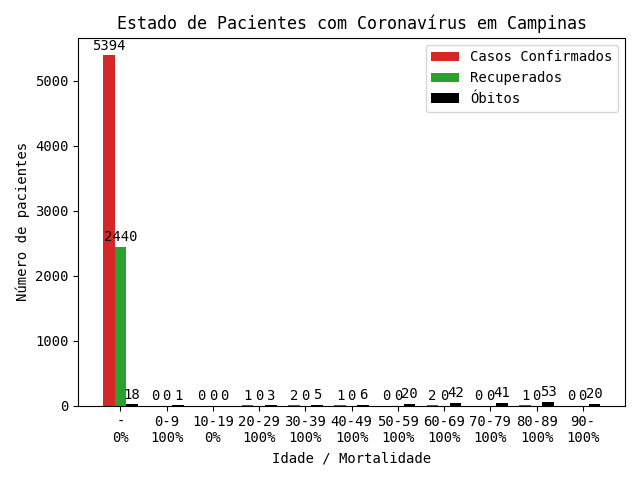 Estado de Pacientes com Coronavírus em Campinas
Casos Confirmados
Recuperados
Óbitos
Número de pacientes
5000
4000
3000
2000
1000
0
5394 2440 18
0 0 1
0 0 0
1 0 3
2 0 5
1 0 6
0 0 20
2 0 42
0 0 41
1 0 53
0 0 20
- 0-9 10-19 20-29 30-39 40-49 50-59 60-69 70-79 80-89 90-
0% 100% 0% 100% 100% 100% 100% 100% 100% 100% 100%
Idade / Mortalidade